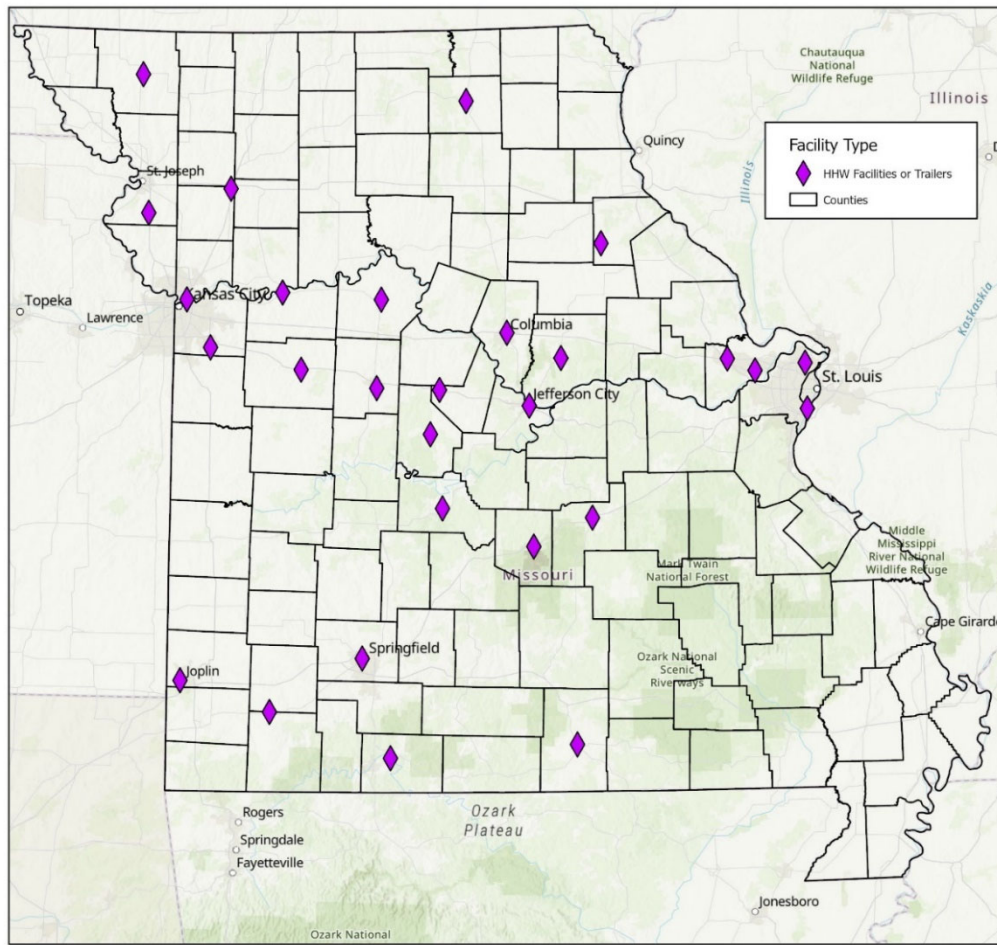 Chautauqua
National
Wildlife Refuge
Illinois
Quincy
Illinois
D
Facility Type
HHW Facilities or Trailers
Counties
St. Joseph
Topeka
Lawrence
Kansas City
Columbia
Jefferson City
St. Louis
Kaskaskia
Middle
Mississippi
River National
Wildlife Refuge
Missouri
Mark Twain
National Forest
Cape Girarde
Springfield
Ozark National
Scenic
Riverways
Joplin
Rogers
Springdale
Fayetteville
Ozark
Plateau
Jonesboro
Ozark National